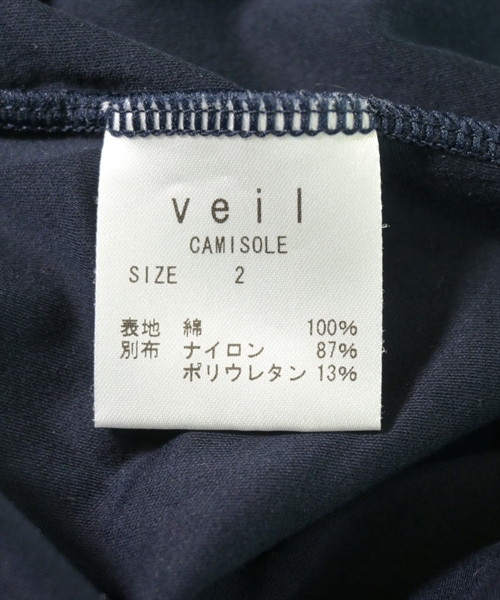 veil
CAMISOLE
SIZE 2
表地 綿 100%
別布 ナイロン 87%
ポリウレタン 13%